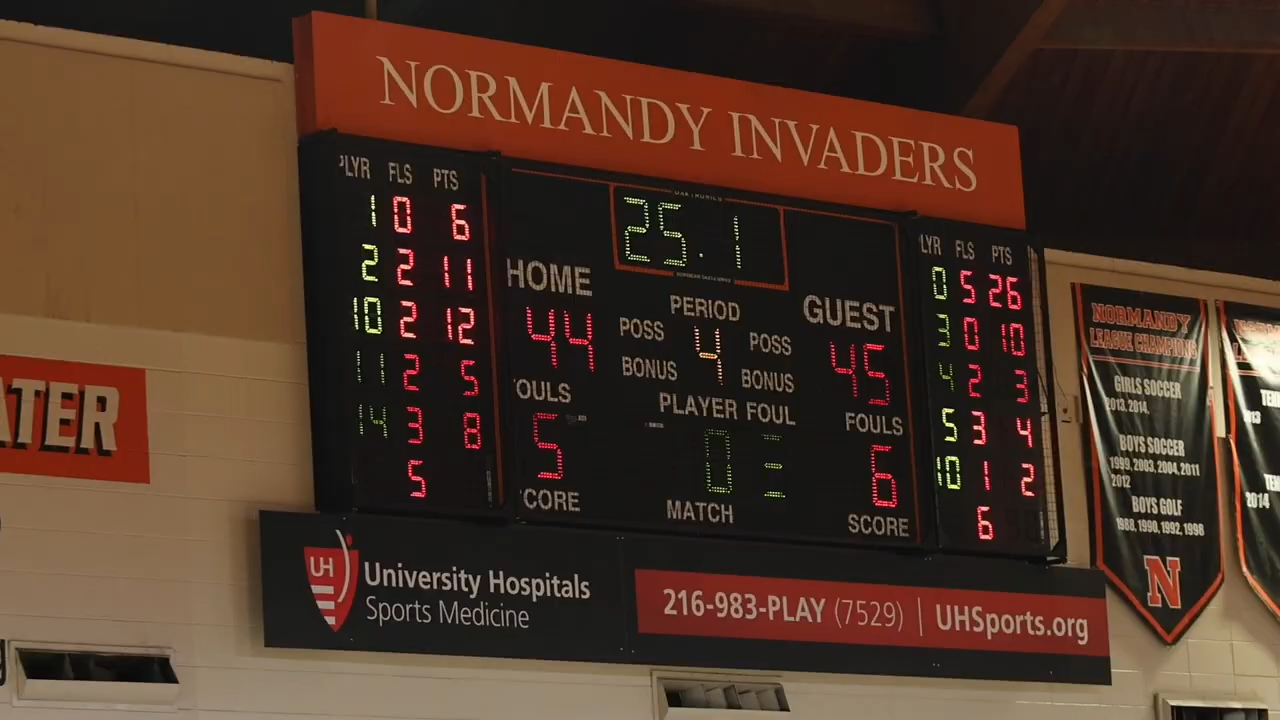 NORMANDY INVADERS
PLYR FLS PTS
1 0 6
2 2 11
10 2 12
11 2 5
14 3 8
5
25.1
HOME
44
PERIOD
4
POSS POSS
BONUS BONUS
GUEST
45
OULS
5
CORE
PLAYER FOUL
0
MATCH
FOULS
6
SCORE
LYR FLS PTS
0 5 26
3 0 10
4 2 3
5 3 4
10 1 2
6
ATER
UH
University Hospitals
Sports Medicine
216-983-PLAY (7529) | UHSports.org
NORMANDY
LEAGUE CHAMPIONS
GIRLS SOCCER
2013, 2014,
BOYS SOCCER
1999, 2003, 2004, 2011
2012
BOYS GOLF
1988, 1990, 1992, 1998
N
2014